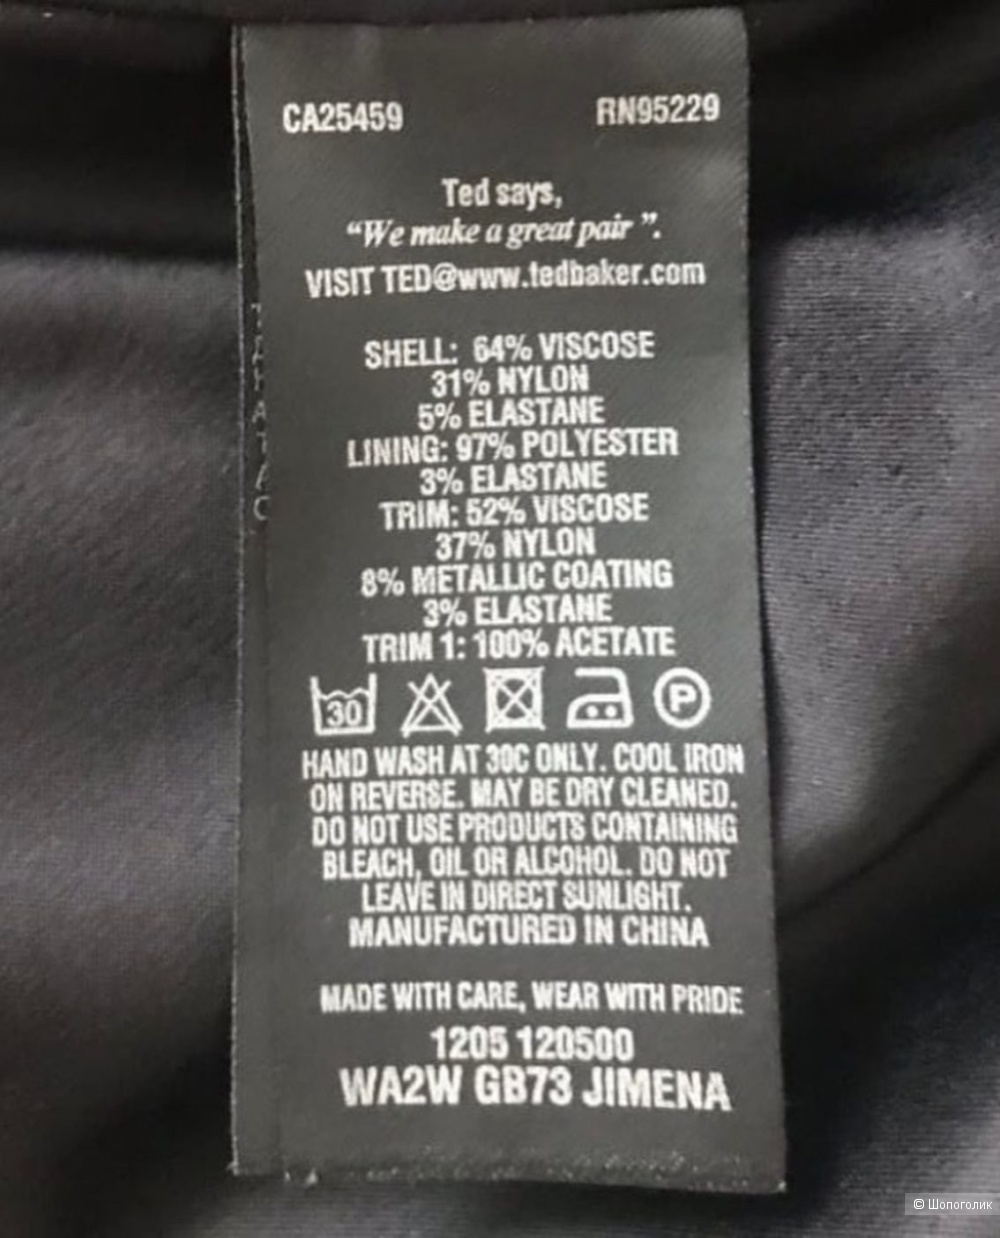 CA25459 RN95229
Ted says,
“We make a great pair”.
VISIT TED@www.tedbaker.com
SHELL: 64% VISCOSE
31% NYLON
5% ELASTANE
LINING: 97% POLYESTER
3% ELASTANE
TRIM: 52% VISCOSE
37% NYLON
8% METALLIC COATING
3% ELASTANE
TRIM 1: 100% ACETATE
30 P
HAND WASH AT 30C ONLY. COOL IRON
ON REVERSE. MAY BE DRY CLEANED.
DO NOT USE PRODUCTS CONTAINING
BLEACH, OIL OR ALCOHOL. DO NOT
LEAVE IN DIRECT SUNLIGHT.
MANUFACTURED IN CHINA
MADE WITH CARE, WEAR WITH PRIDE
1205 120500
WA2W GB73 JIMENA
© Шопоголик